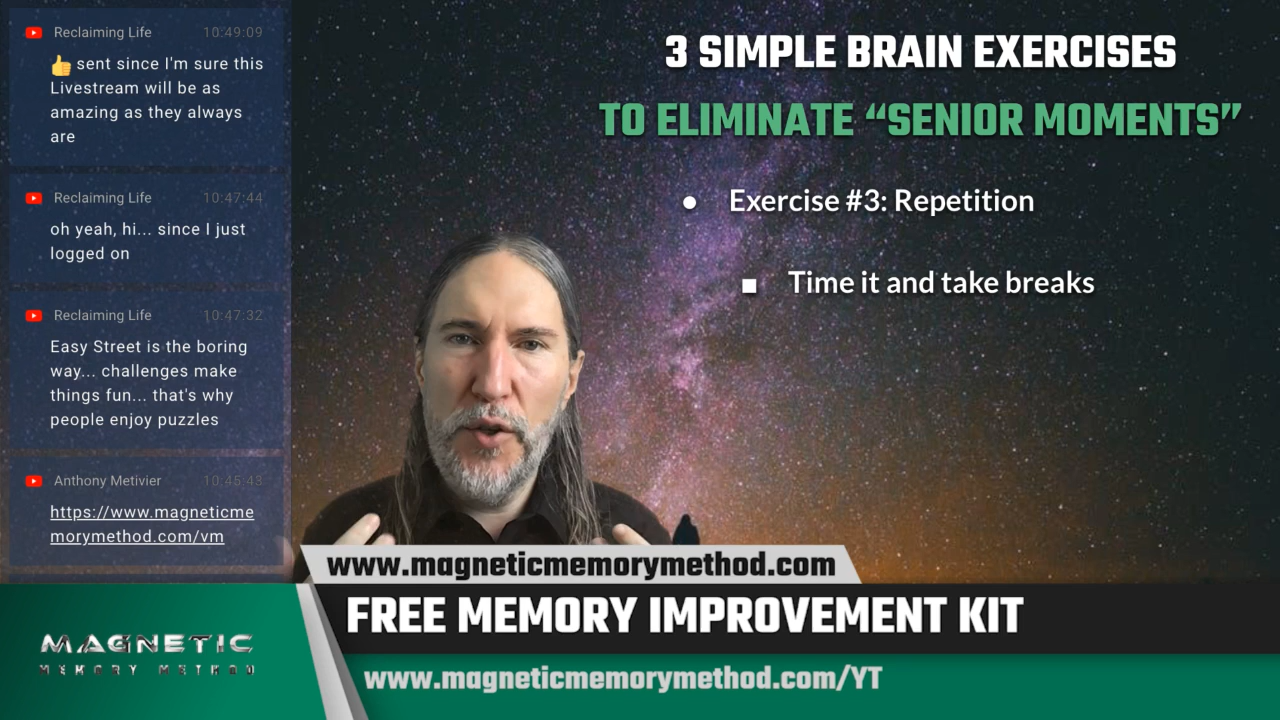 Reclaiming Life 10:49:09
👍 sent since I'm sure this
Livestream will be as
amazing as they always
are
Reclaiming Life 10:47:44
oh yeah, hi... since I just
logged on
Reclaiming Life 10:47:32
Easy Street is the boring
way... challenges make
things fun... that's why
people enjoy puzzles
Anthony Metivier 10:45:43
https://www.magneticme
morymethod.com/vm
3 SIMPLE BRAIN EXERCISES
TO ELIMINATE “SENIOR MOMENTS”
● Exercise #3: Repetition
■ Time it and take breaks
www.magneticmemorymethod.com
FREE MEMORY IMPROVEMENT KIT
www.magneticmemorymethod.com/YT
MAGNETIC
MEMORY METHOD